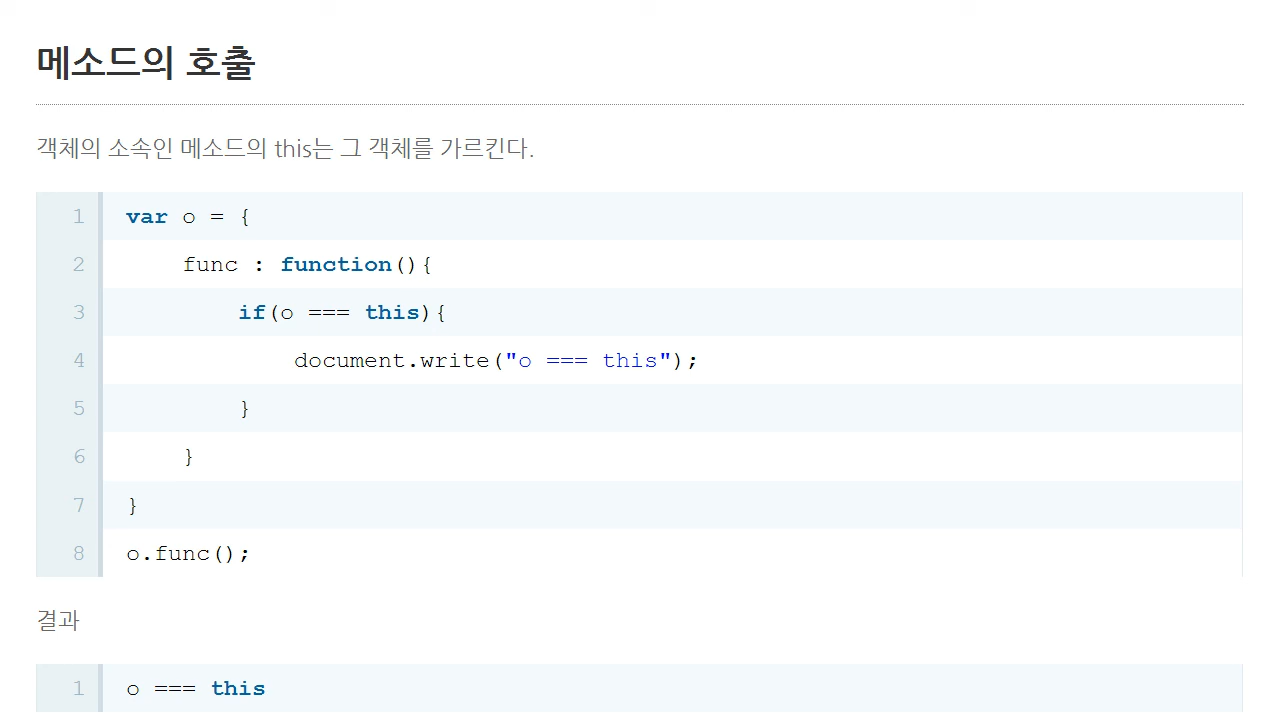 메소드의 호출
객체의 소속인 메소드의 this는 그 객체를 가르킨다.
1 var o = {
2     func : function(){
3         if(o === this){
4             document.write("o === this");
5         }
6     }
7 }
8 o.func();
결과
1 o === this